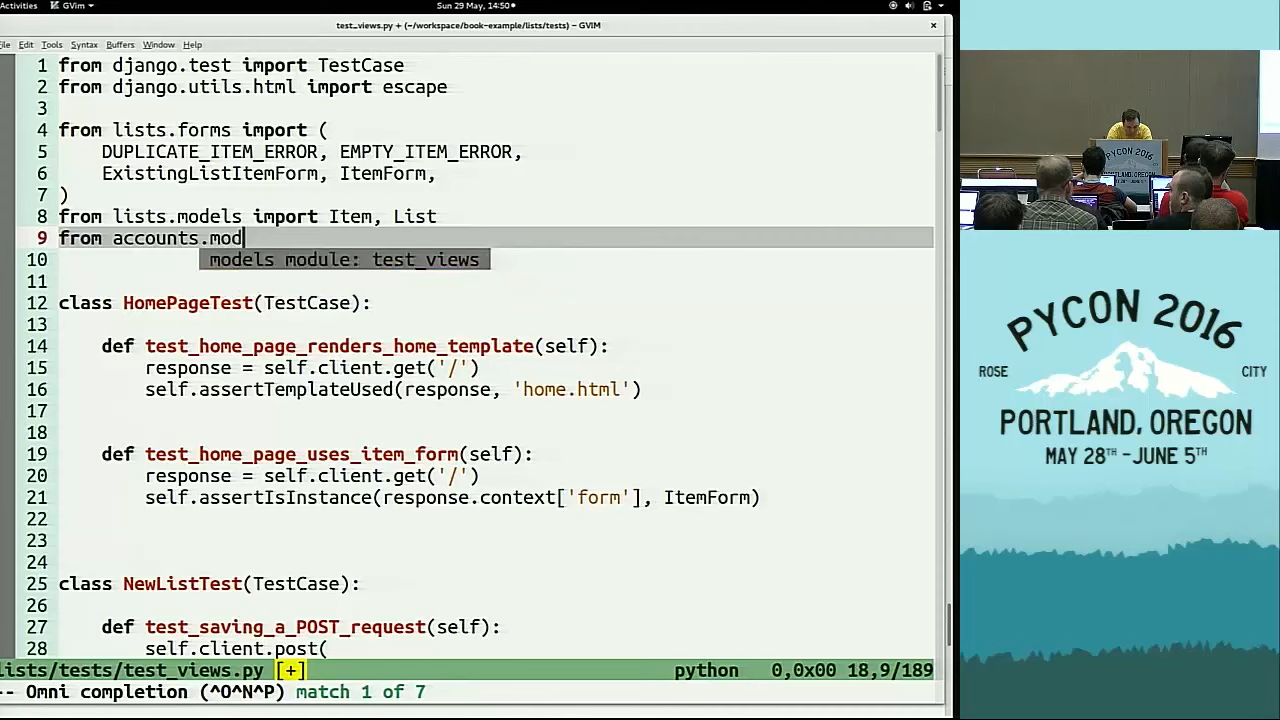 Activities GVim Sun 29 May, 14:50
test_views.py + (~/workspace/book-example/lists/tests) – GVIM
File Edit Tools Syntax Buffers Window Help
1 from django.test import TestCase
2 from django.utils.html import escape
3
4 from lists.forms import (
5 DUPLICATE_ITEM_ERROR, EMPTY_ITEM_ERROR,
6 ExistingListItemForm, ItemForm,
7 )
8 from lists.models import Item, List
9 from accounts.mod
10 models module: test_views
11
12 class HomePageTest(TestCase):
13
14 def test_home_page_renders_home_template(self):
15 response = self.client.get('/')
16 self.assertTemplateUsed(response, 'home.html')
17
18
19 def test_home_page_uses_item_form(self):
20 response = self.client.get('/')
21 self.assertIsInstance(response.context['form'], ItemForm)
22
23
24
25 class NewListTest(TestCase):
26
27 def test_saving_a_POST_request(self):
28 self.client.post(
lists/tests/test_views.py [+] python 0,0x00 18,9/189
-- Omni completion (^O^N^P) match 1 of 7
PYCON 2016
PORTLAND, OREGON
PYCON 2016
ROSE CITY
PORTLAND, OREGON
MAY 28TH -JUNE 5TH